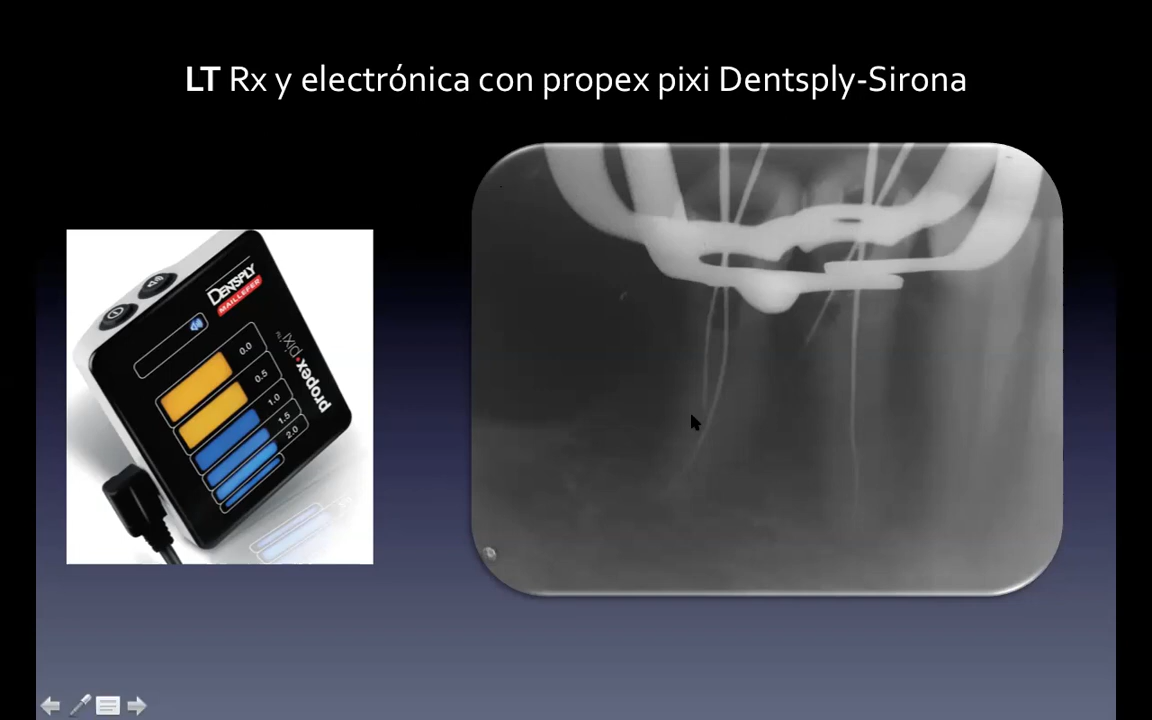 LT Rx y electrónica con propex pixi Dentsply-Sirona
DENTSPLY
MAILLEFER
propex•pixi™
0.0
0.5
1.0
1.5
2.0